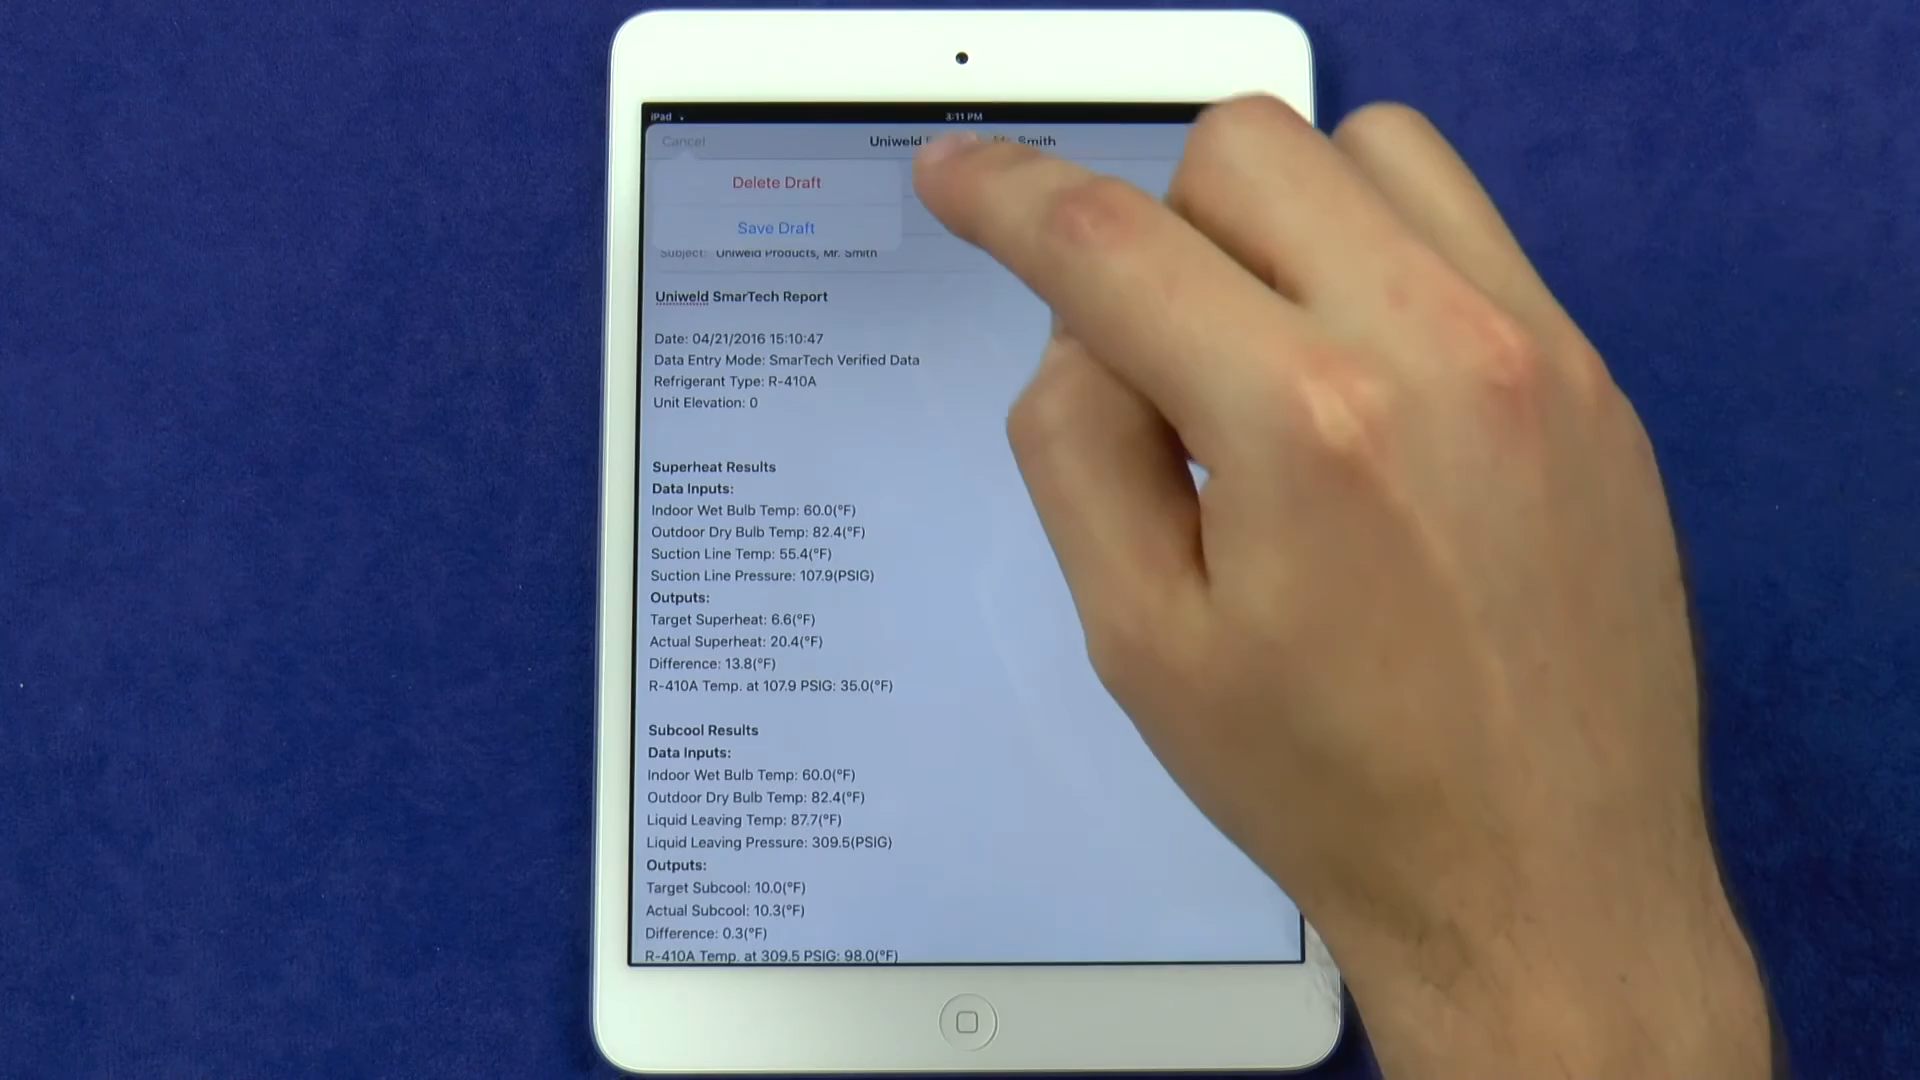 iPad 3:11 PM
Cancel Uniweld Smith
Delete Draft
Save Draft
Subject: Uniweld Products, Mr. Smith
Uniweld SmarTech Report
Date: 04/21/2016 15:10:47
Data Entry Mode: SmarTech Verified Data
Refrigerant Type: R-410A
Unit Elevation: 0
Superheat Results
Data Inputs:
Indoor Wet Bulb Temp: 60.0(°F)
Outdoor Dry Bulb Temp: 82.4(°F)
Suction Line Temp: 55.4(°F)
Suction Line Pressure: 107.9(PSIG)
Outputs:
Target Superheat: 6.6(°F)
Actual Superheat: 20.4(°F)
Difference: 13.8(°F)
R-410A Temp. at 107.9 PSIG: 35.0(°F)
Subcool Results
Data Inputs:
Indoor Wet Bulb Temp: 60.0(°F)
Outdoor Dry Bulb Temp: 82.4(°F)
Liquid Leaving Temp: 87.7(°F)
Liquid Leaving Pressure: 309.5(PSIG)
Outputs:
Target Subcool: 10.0(°F)
Actual Subcool: 10.3(°F)
Difference: 0.3(°F)
R-410A Temp. at 309.5 PSIG: 98.0(°F)